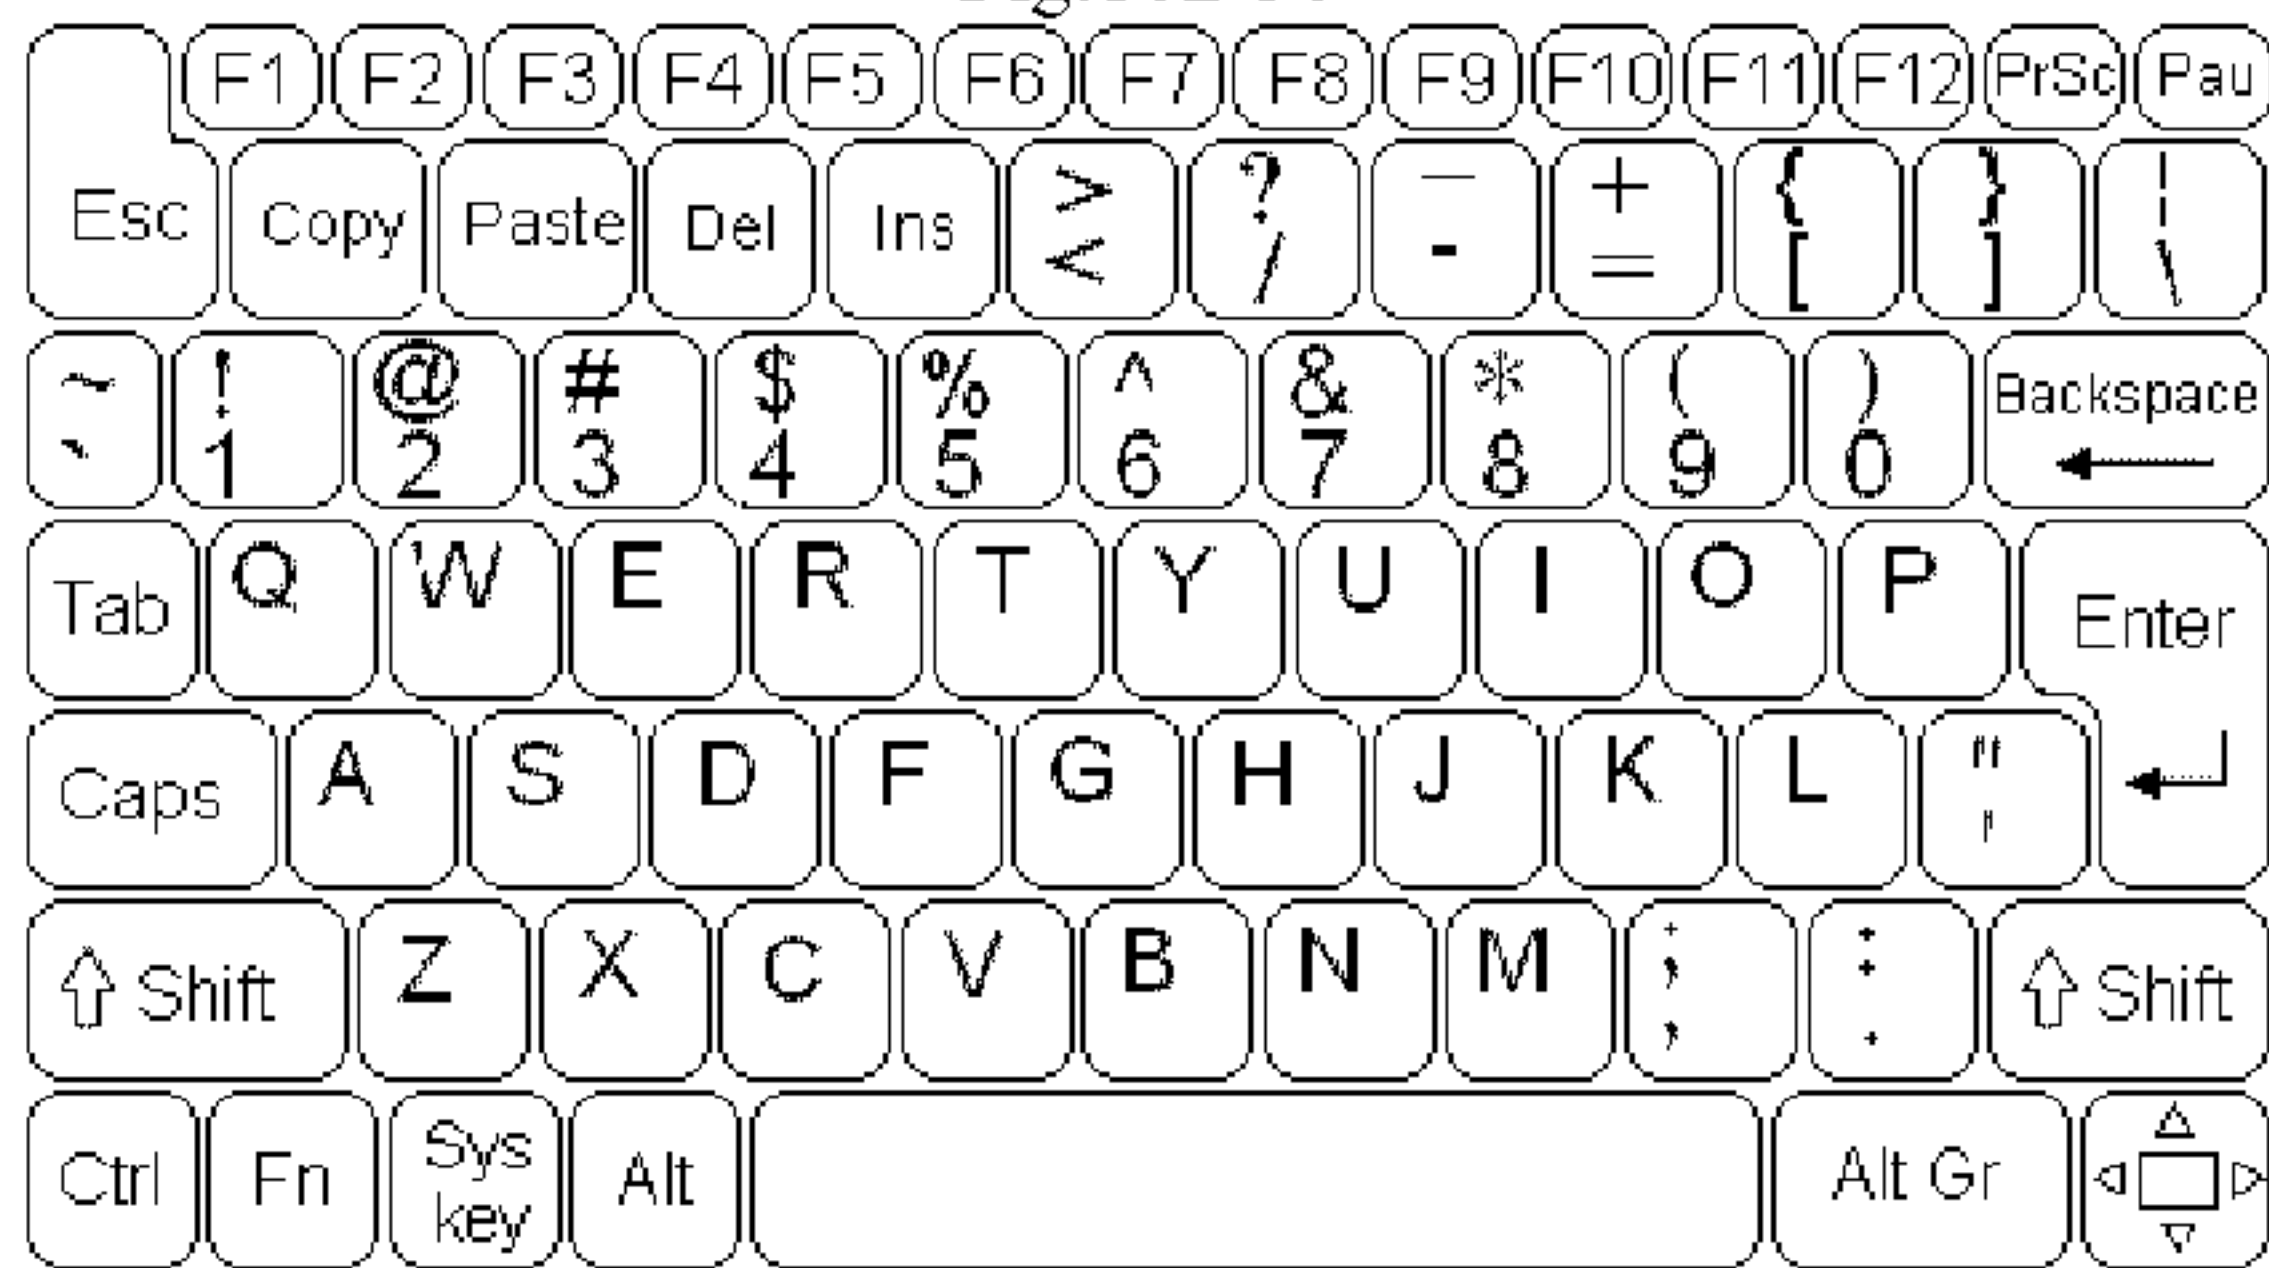 F1 F2 F3 F4 F5 F6 F7 F8 F9 F10 F11 F12 PrSc Pau
Esc Copy Paste Del Ins > < ? / _ - + = { [ } ] | \
~ ` ! 1 @ 2 # 3 $ 4 % 5 ^ 6 & 7 * 8 ( 9 ) 0 Backspace
Tab Q W E R T Y U I O P Enter
Caps A S D F G H J K L " '
Shift Z X C V B N M ; , : . Shift
Ctrl Fn Sys key Alt Alt Gr